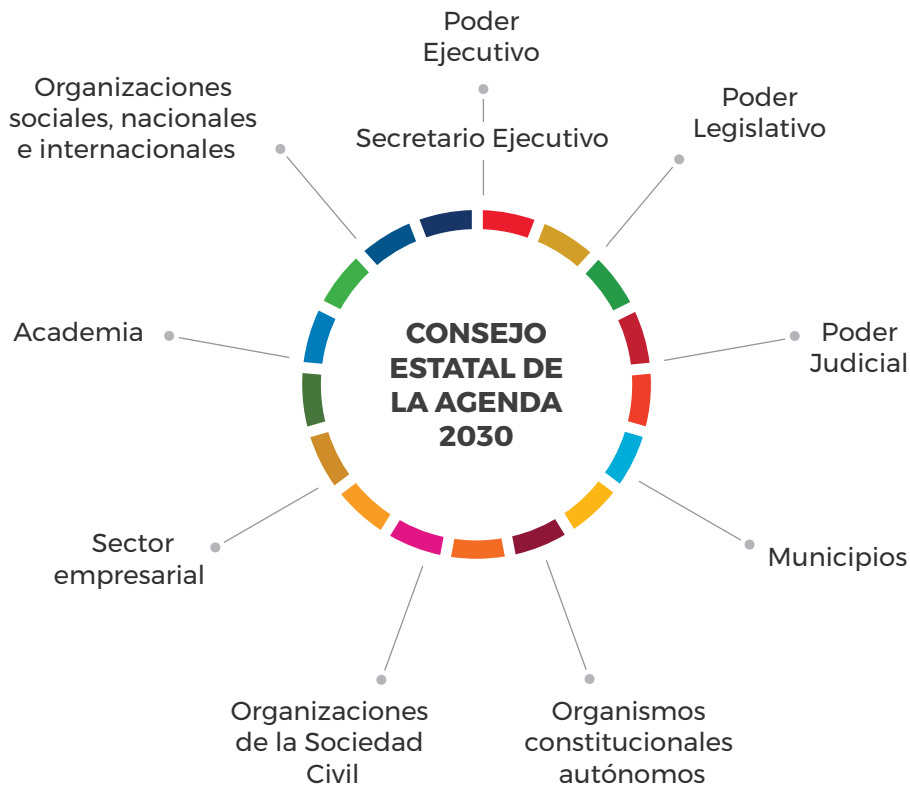 Poder
Ejecutivo
Secretario Ejecutivo
Poder
Legislativo
Poder
Judicial
Municipios
Organismos
constitucionales
autónomos
Organizaciones
de la Sociedad
Civil
Sector
empresarial
Academia
Organizaciones
sociales, nacionales
e internacionales
CONSEJO
ESTATAL DE
LA AGENDA
2030